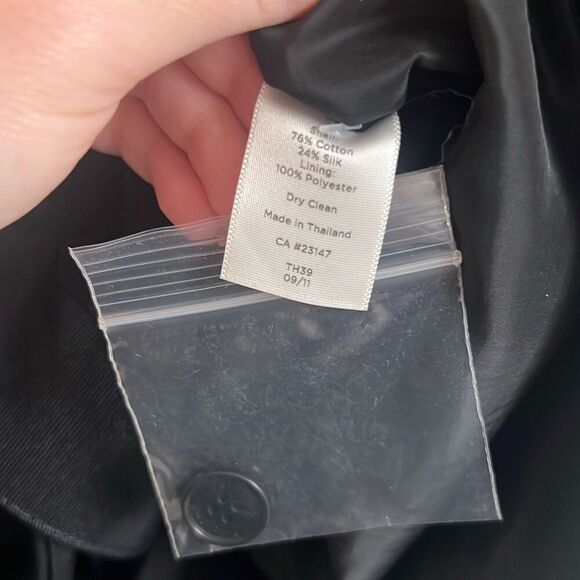 Shell:
76% Cotton
24% Silk
Lining:
100% Polyester
Dry Clean
Made in Thailand
CA #23147
TH39
09/11